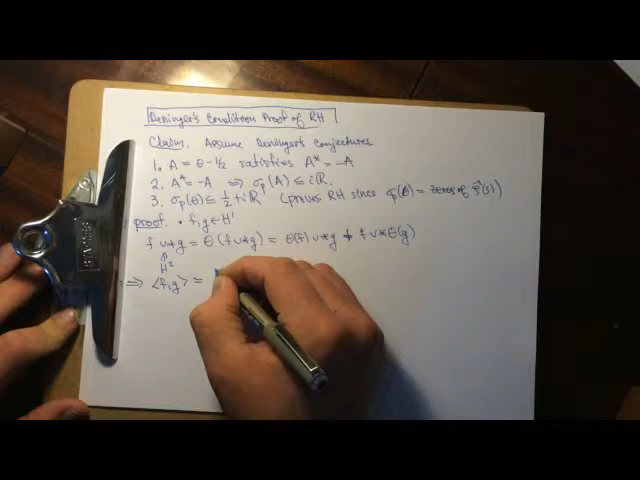 Deninger's Condition Proof of RH
Claim. Assume Deninger's conjectures
1. A = θ - 1/2 satisfies A* = -A
2. A* = -A ⟹ σp(A) ⊆ iR.
3. σp(θ) ⊆ 1/2 + iR (proves RH since σp(θ) = zeros of ξ̂(s))
proof. • f, g ∈ H¹
f ∪ *g = θ(f ∪ *g) = θ(f) ∪ *g + f ∪ *θ(g)
↑
H²
⟹ ⟨f, g⟩ =